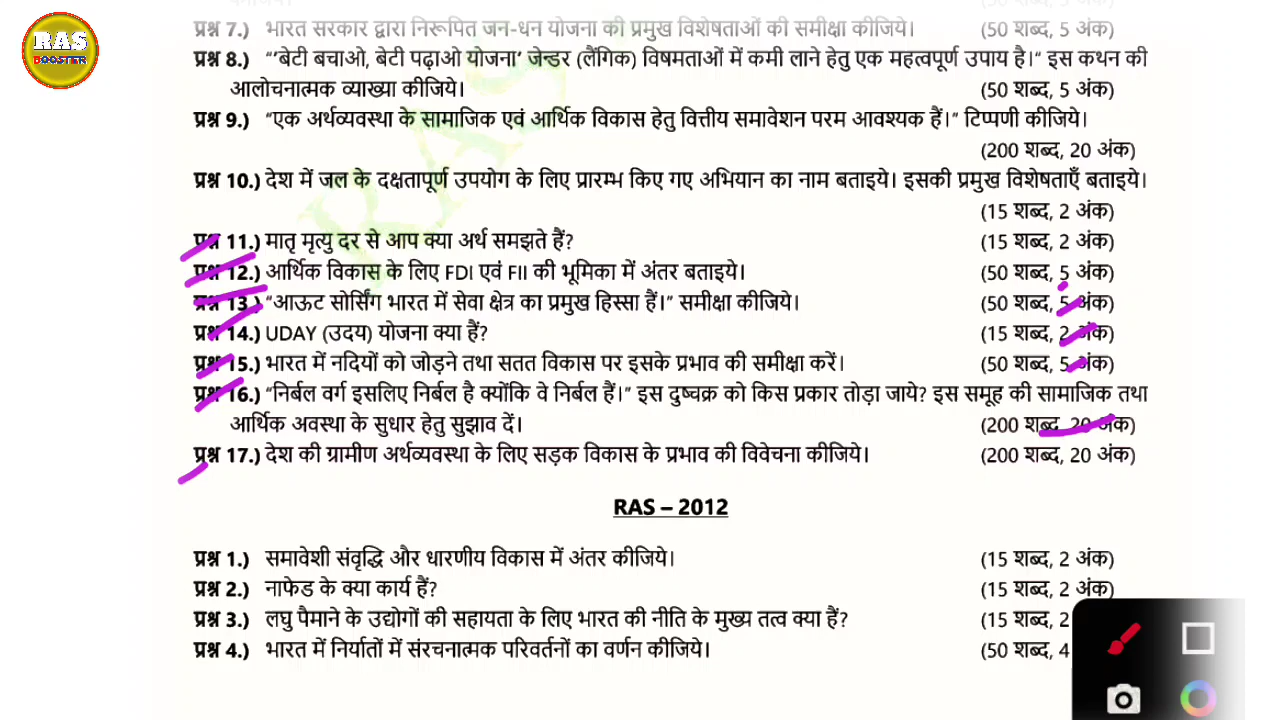 RAS
BOOSTER
प्रश्न 7.) भारत सरकार द्वारा निरूपित जन-धन योजना की प्रमुख विशेषताओं की समीक्षा कीजिये। (50 शब्द, 5 अंक)
प्रश्न 8.) “‘बेटी बचाओ, बेटी पढ़ाओ योजना’ जेन्डर (लैंगिक) विषमताओं में कमी लाने हेतु एक महत्वपूर्ण उपाय है।” इस कथन की
आलोचनात्मक व्याख्या कीजिये। (50 शब्द, 5 अंक)
प्रश्न 9.) “एक अर्थव्यवस्था के सामाजिक एवं आर्थिक विकास हेतु वित्तीय समावेशन परम आवश्यक हैं।” टिप्पणी कीजिये।
(200 शब्द, 20 अंक)
प्रश्न 10.) देश में जल के दक्षतापूर्ण उपयोग के लिए प्रारम्भ किए गए अभियान का नाम बताइये। इसकी प्रमुख विशेषताएँ बताइये।
(15 शब्द, 2 अंक)
प्रश्न 11.) मातृ मृत्यु दर से आप क्या अर्थ समझते हैं? (15 शब्द, 2 अंक)
प्रश्न 12.) आर्थिक विकास के लिए FDI एवं FII की भूमिका में अंतर बताइये। (50 शब्द, 5 अंक)
प्रश्न 13.) “आऊट सोर्सिंग भारत में सेवा क्षेत्र का प्रमुख हिस्सा हैं।” समीक्षा कीजिये। (50 शब्द, 5 अंक)
प्रश्न 14.) UDAY (उदय) योजना क्या हैं? (15 शब्द, 2 अंक)
प्रश्न 15.) भारत में नदियों को जोड़ने तथा सतत विकास पर इसके प्रभाव की समीक्षा करें। (50 शब्द, 5 अंक)
प्रश्न 16.) “निर्बल वर्ग इसलिए निर्बल है क्योंकि वे निर्बल हैं।” इस दुष्चक्र को किस प्रकार तोड़ा जाये? इस समूह की सामाजिक तथा
आर्थिक अवस्था के सुधार हेतु सुझाव दें। (200 शब्द, 20 अंक)
प्रश्न 17.) देश की ग्रामीण अर्थव्यवस्था के लिए सड़क विकास के प्रभाव की विवेचना कीजिये। (200 शब्द, 20 अंक)
RAS – 2012
प्रश्न 1.) समावेशी संवृद्धि और धारणीय विकास में अंतर कीजिये। (15 शब्द, 2 अंक)
प्रश्न 2.) नाफेड के क्या कार्य हैं? (15 शब्द, 2 अंक)
प्रश्न 3.) लघु पैमाने के उद्योगों की सहायता के लिए भारत की नीति के मुख्य तत्व क्या हैं? (15 शब्द, 2
प्रश्न 4.) भारत में निर्यातों में संरचनात्मक परिवर्तनों का वर्णन कीजिये। (50 शब्द, 4